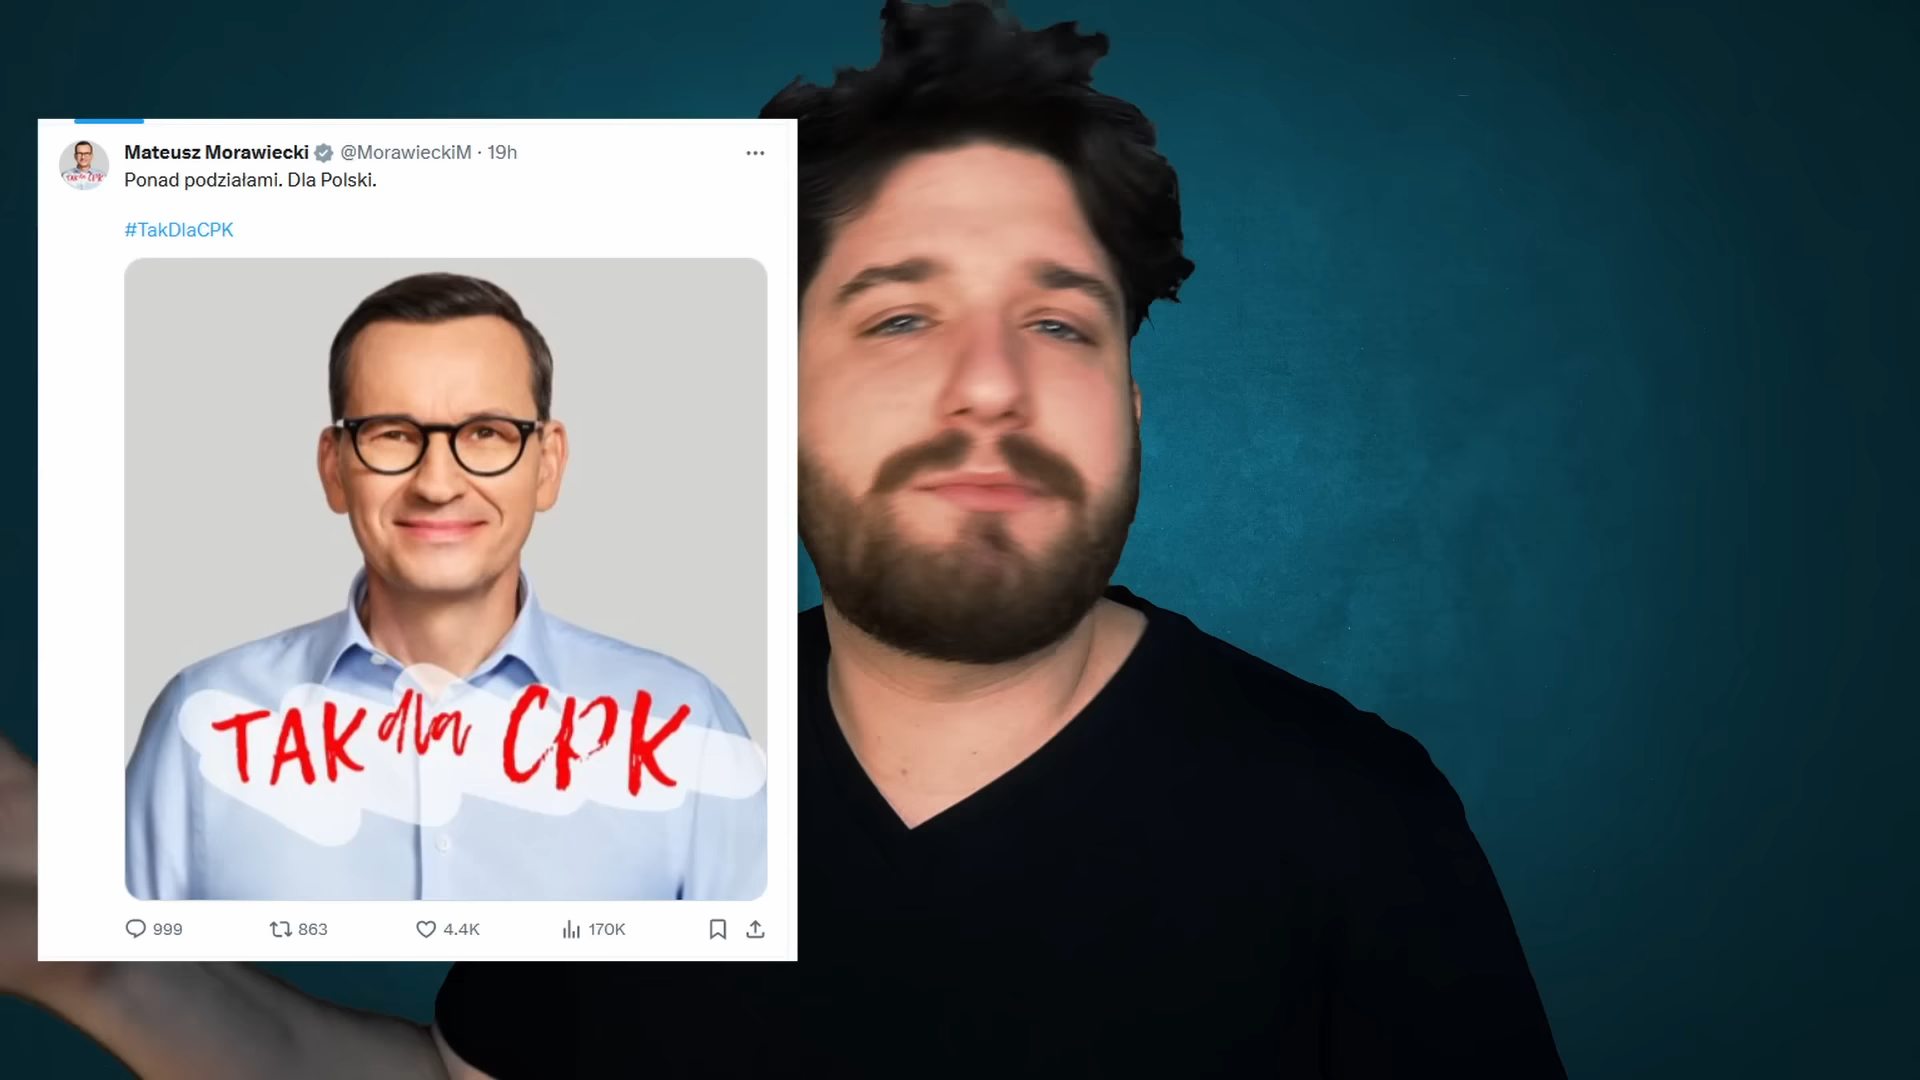 Mateusz Morawiecki @MorawieckiM · 19h
Ponad podziałami. Dla Polski.
#TakDlaCPK
TAK dla CPK
999 863 4.4K 170K